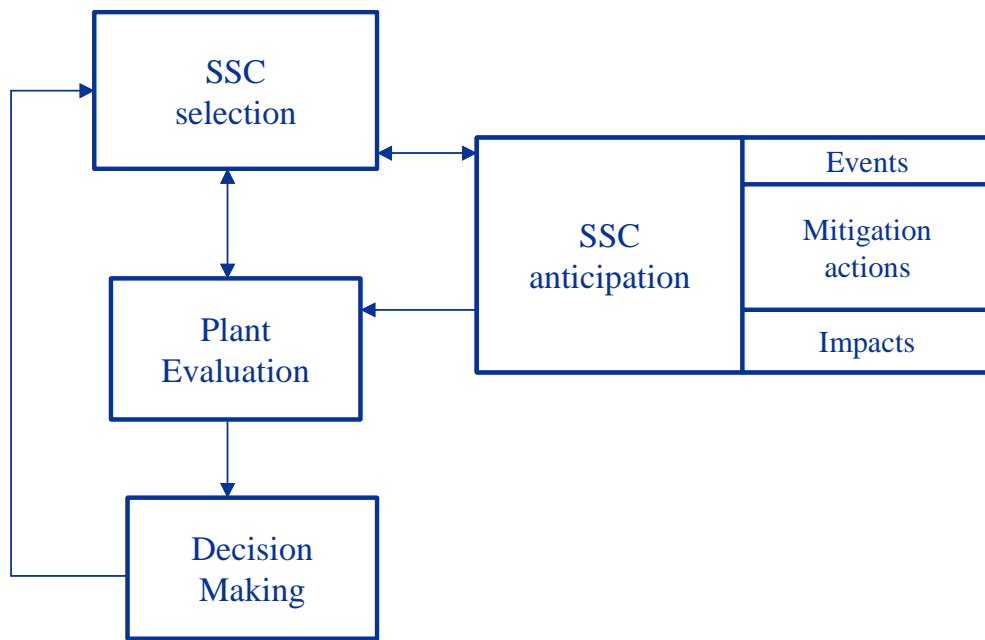 SSC
selection
SSC
anticipation
Events
Mitigation
actions
Impacts
Plant
Evaluation
Decision
Making